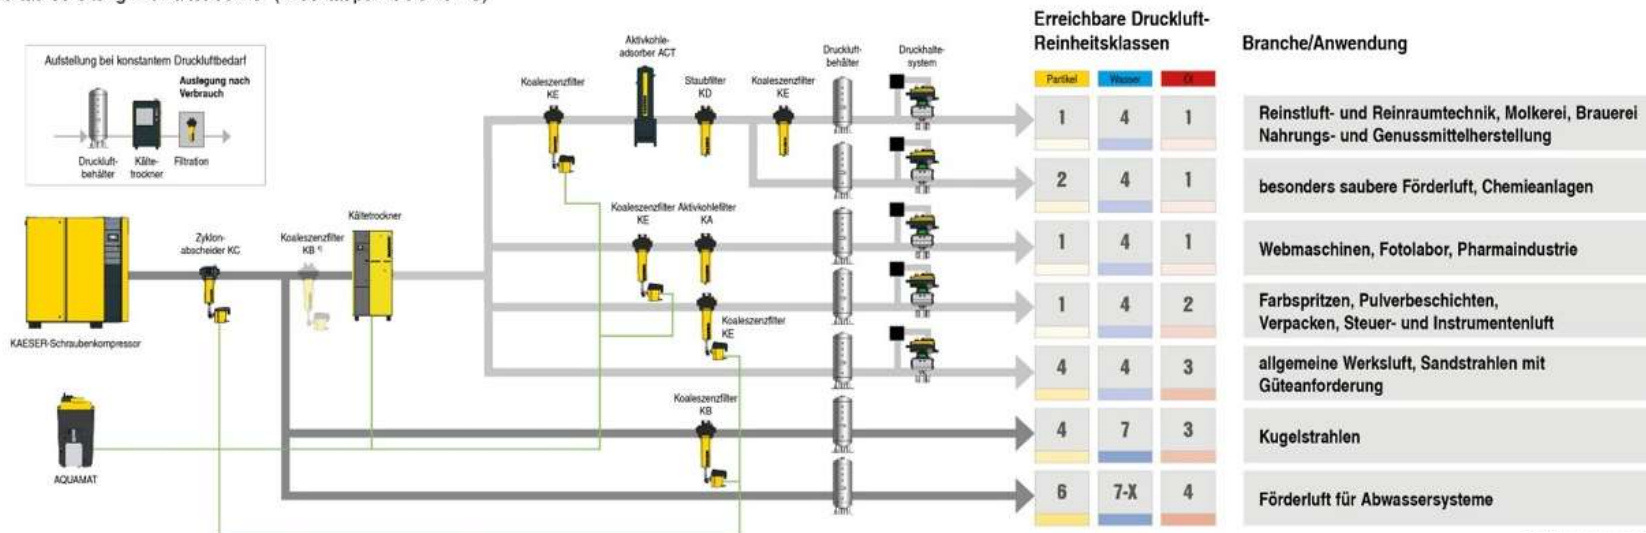 Erreichbare Druckluft-
Reinheitsklassen
Branche/Anwendung
Partikel
Wasser
Öl
Aufstellung bei konstantem Druckluftbedarf
Auslegung nach
Verbrauch
Druckluft-
behälter
Kälte-
trockner
Filtration
Koaleszenzfilter
KE
Aktivkohle-
adsorber ACT
Staubfilter
KD
Koaleszenzfilter
KE
Druckluft-
behälter
Druckhalte-
system
1
4
1
Reinstluft- und Reinraumtechnik, Molkerei, Brauerei
Nahrungs- und Genussmittelherstellung
2
4
1
besonders saubere Förderluft, Chemieanlagen
KAESER-Schraubenkompressor
Zyklon-
abscheider KC
Koaleszenzfilter
KB
Kältetrockner
Koaleszenzfilter
KE
Aktivkohlefilter
KA
1
4
1
Webmaschinen, Fotolabor, Pharmaindustrie
Koaleszenzfilter
KE
1
4
2
Farbspritzen, Pulverbeschichten,
Verpacken, Steuer- und Instrumentenluft
4
4
3
allgemeine Werksluft, Sandstrahlen mit
Güteanforderung
AQUAMAT
Koaleszenzfilter
KB
4
7
3
Kugelstrahlen
6
7-X
4
Förderluft für Abwassersysteme